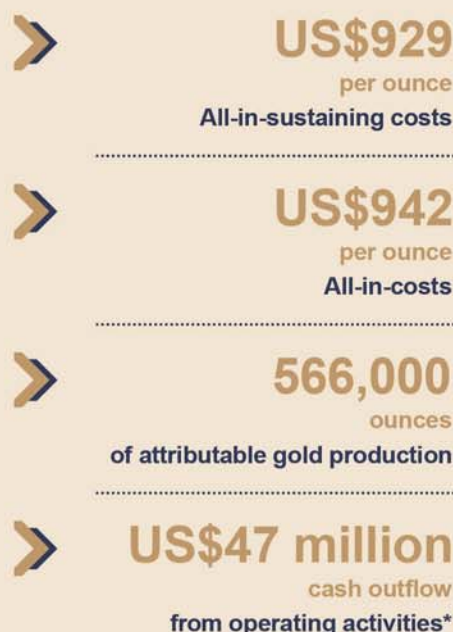 US$929
per ounce
All-in-sustaining costs
US$942
per ounce
All-in-costs
566,000
ounces
of attributable gold production
US$47 million
cash outflow
from operating activities*